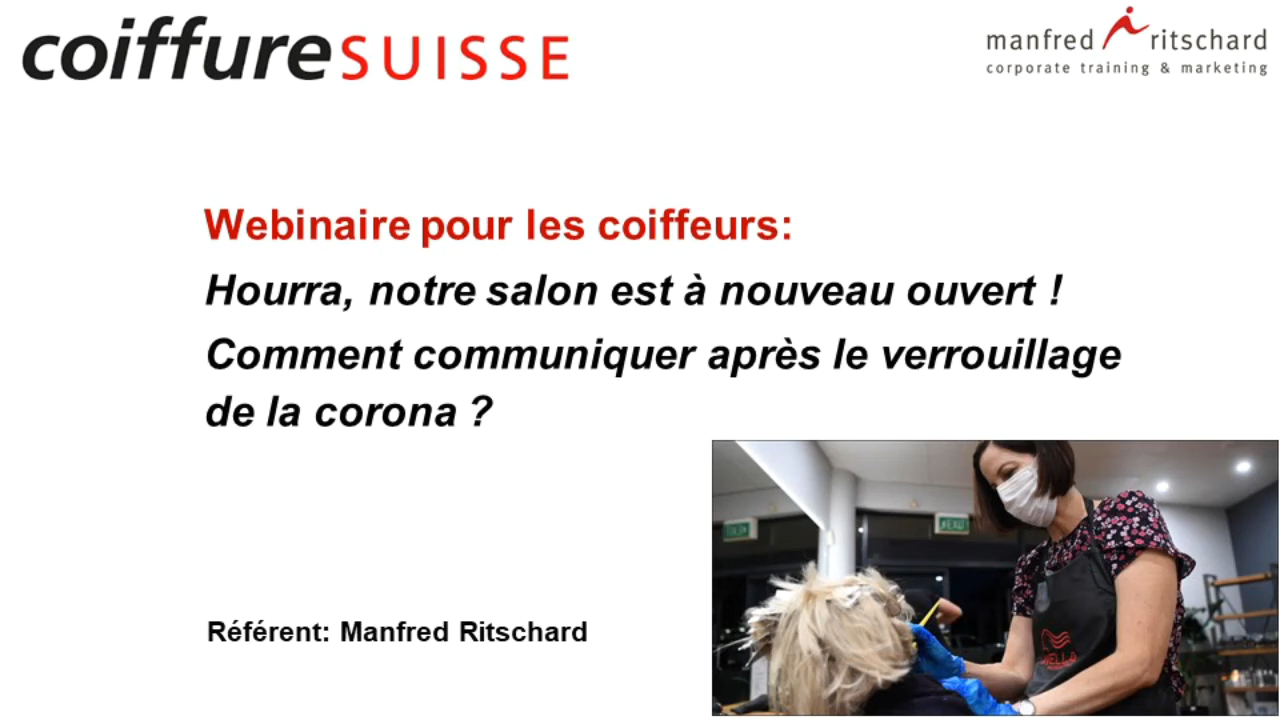 coiffureSUISSE
manfred ritschard
corporate training & marketing
Webinaire pour les coiffeurs:
Hourra, notre salon est à nouveau ouvert !
Comment communiquer après le verrouillage
de la corona ?
Référent: Manfred Ritschard